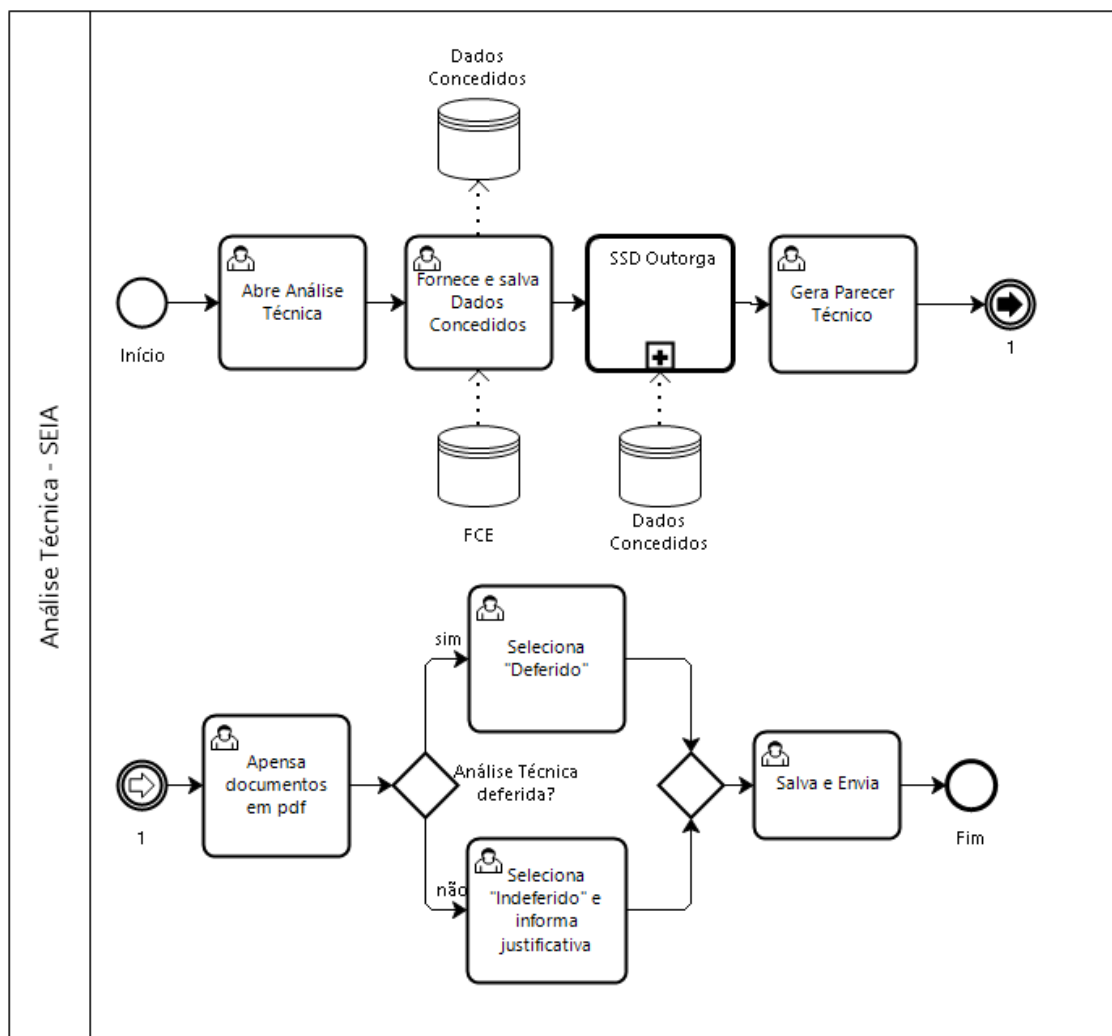 Análise Técnica - SEIA
Dados
Concedidos
Início
Abre Análise
Técnica
Fornece e salva
Dados
Concedidos
SSD Outorga
Gera Parecer
Técnico
1
FCE
Dados
Concedidos
1
Apensa
documentos
em pdf
Análise Técnica
deferida?
sim
Seleciona
"Deferido"
não
Seleciona
"Indeferido" e
informa
justificativa
Salva e Envia
Fim